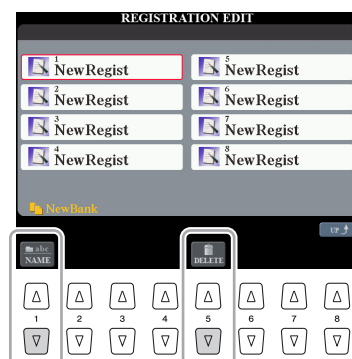 REGISTRATION EDIT
1
NewRegist
5
NewRegist
2
NewRegist
6
NewRegist
3
NewRegist
7
NewRegist
4
NewRegist
8
NewRegist
NewBank
UP
abc
NAME
DELETE
1 2 3 4 5 6 7 8